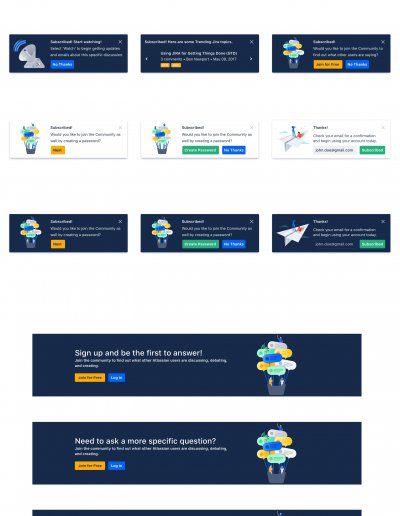 Subscribed! Start watching!
Select 'Watch' to begin getting updates
and emails about this specific discussion.
No Thanks
Subscribed! Here are some Trending Jira topics.
Using JIRA for Getting Things Done (GTD)
3 comments • Ben Newport • May 09, 2017
Subscribed!
Would you like to join the Community to
find out what other users are saying?
Join for Free
No Thanks
Subscribed!
Would you like to join the Community as
well by creating a password?
Next
Subscribed!
Would you like to join the Community as
well by creating a password?
Create Password
No Thanks
Thanks!
Check your email for a confirmation
and begin using your account today.
john.doe@gmail.com
Subscribed
Subscribed!
Would you like to join the Community as
well by creating a password?
Next
Subscribed!
Would you like to join the Community as
well by creating a password?
Create Password
No Thanks
Thanks!
Check your email for a confirmation
and begin using your account today.
john.doe@gmail.com
Subscribed
Sign up and be the first to answer!
Join the community to find out what other Atlassian users are discussing, debating,
and creating.
Join for Free
Log in
Need to ask a more specific question?
Join the community to find out what other Atlassian users are discussing, debating,
and creating.
Join for Free
Log in